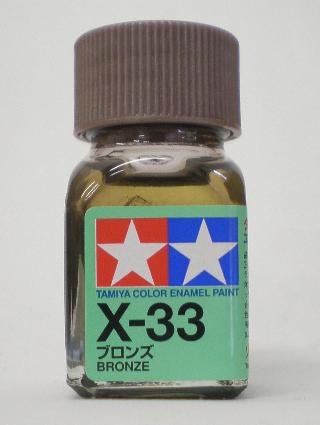 TAMIYA COLOR ENAMEL PAINT
X-33
ブロンズ
BRONZE